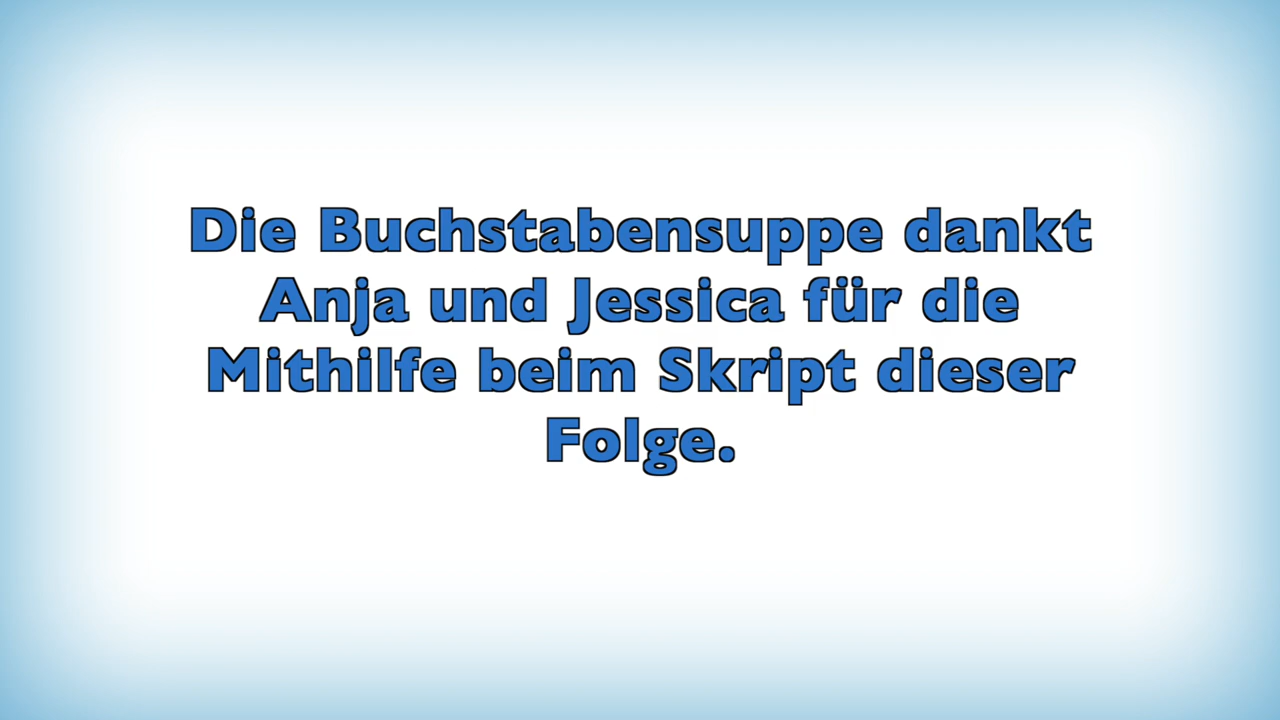 Die Buchstabensuppe dankt
Anja und Jessica für die
Mithilfe beim Skript dieser
Folge.